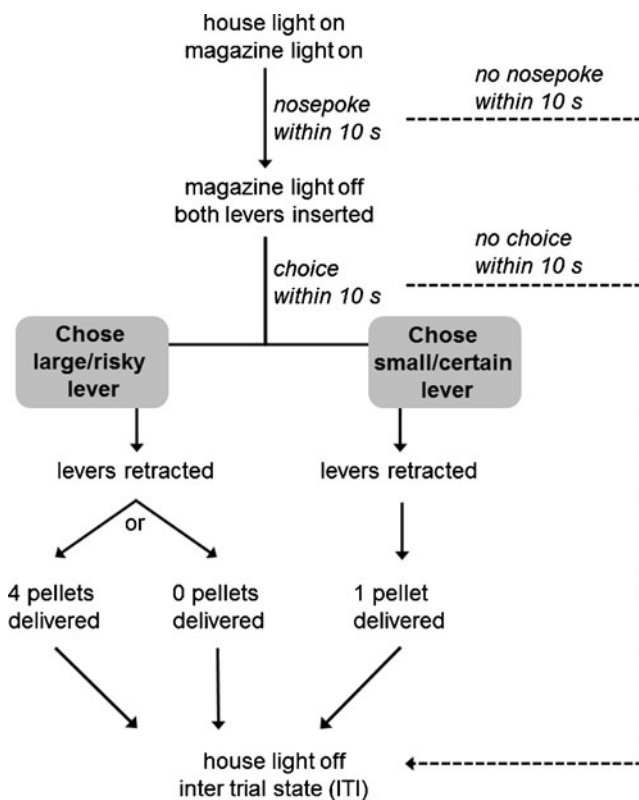 house light on
magazine light on
nosepoke
within 10 s
no nosepoke
within 10 s
magazine light off
both levers inserted
choice
within 10 s
no choice
within 10 s
Chose
large/risky
lever
Chose
small/certain
lever
levers retracted
levers retracted
or
4 pellets
delivered
0 pellets
delivered
1 pellet
delivered
house light off
inter trial state (ITI)